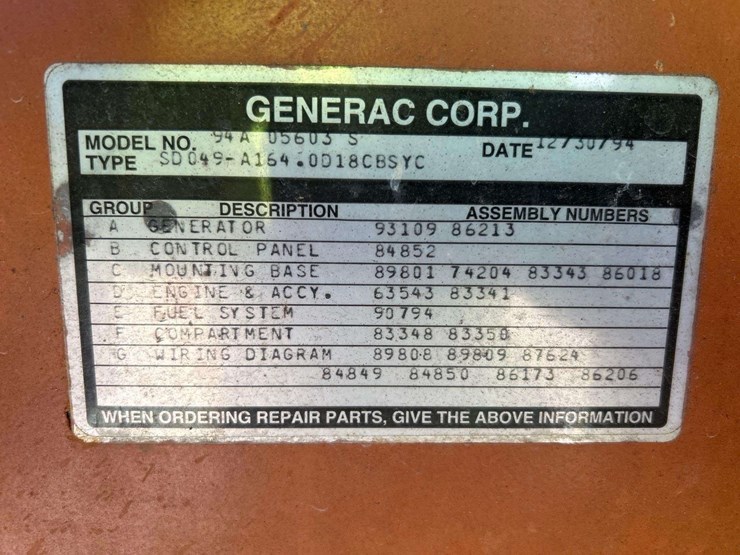 GENERAC CORP.
MODEL NO. 94A 05603 S DATE 12/30/94
TYPE SD049-A164.0D18CBSYC
GROUP DESCRIPTION ASSEMBLY NUMBERS
A GENERATOR 93109 86213
B CONTROL PANEL 84852
C MOUNTING BASE 89801 74204 83343 86018
D ENGINE & ACCY. 63543 83341
E FUEL SYSTEM 90794
F COMPARTMENT 83348 83350
G WIRING DIAGRAM 89808 89809 87624
84849 84850 86173 86206
WHEN ORDERING REPAIR PARTS, GIVE THE ABOVE INFORMATION